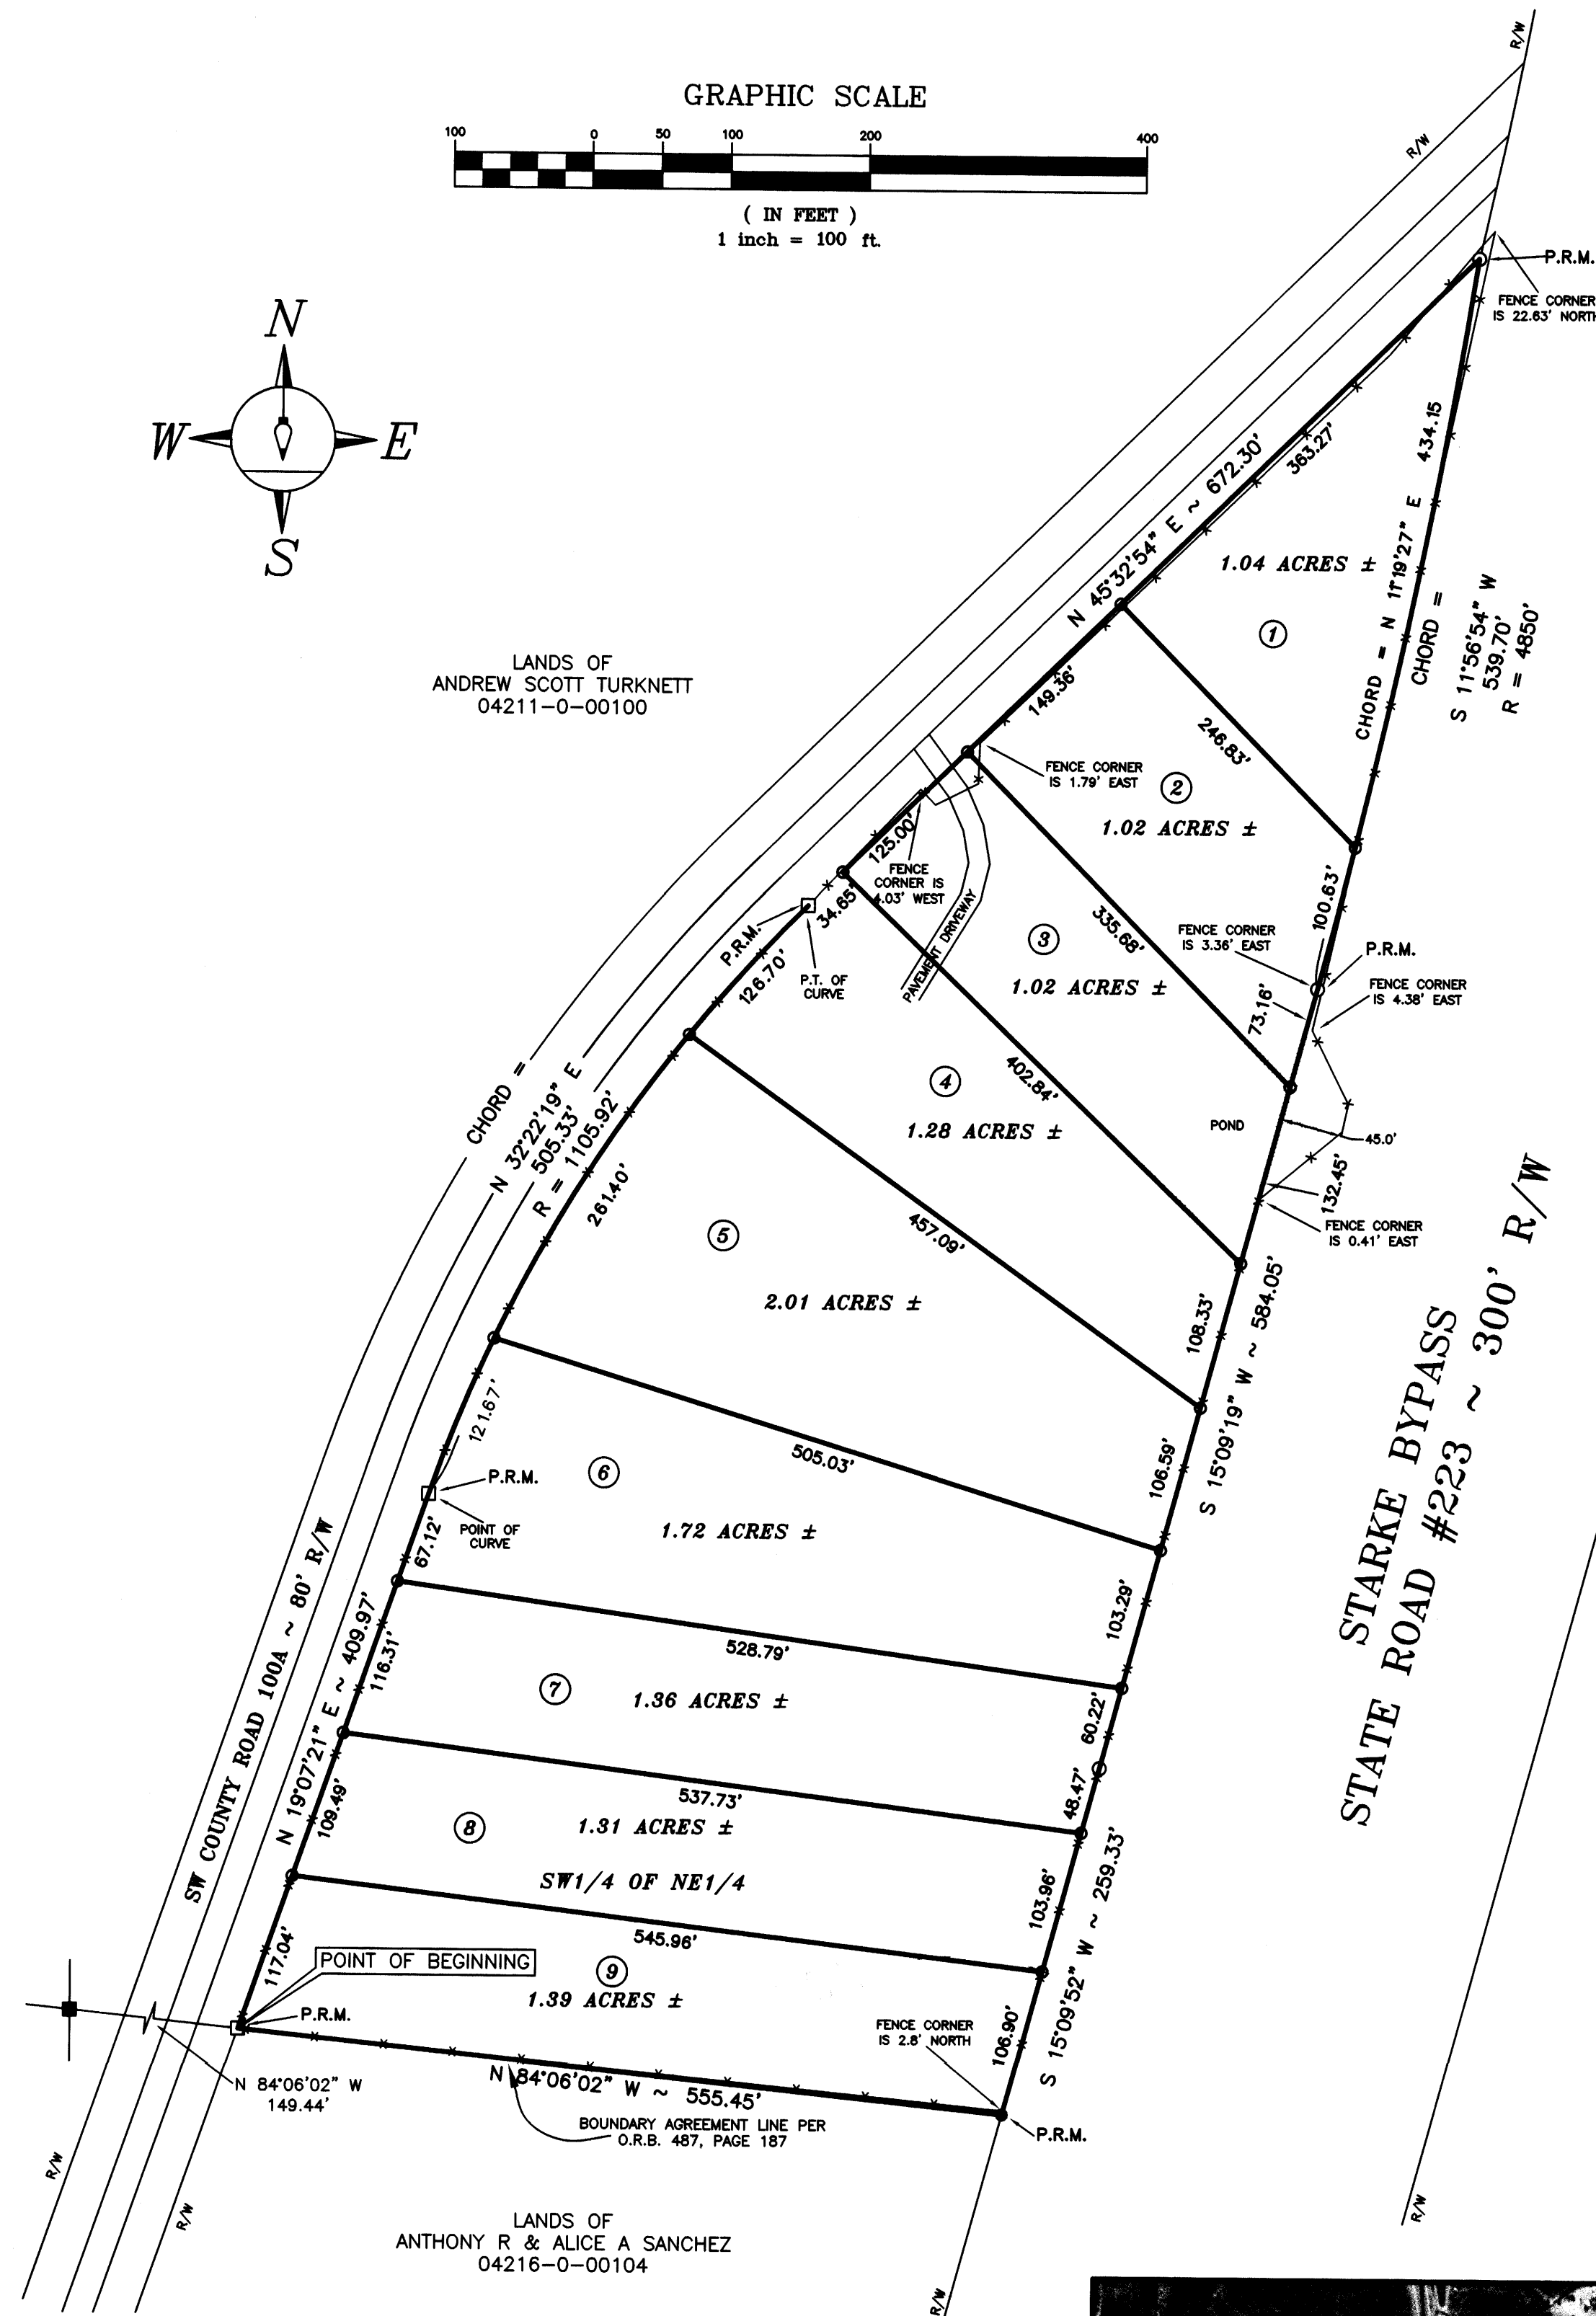 R/W
GRAPHIC SCALE
100 0 50 100 200 400
( IN FEET )
1 inch = 100 ft.
R/W
P.R.M.
FENCE CORNER
IS 22.63' NORTH
N
W E
S
434.15
363.27'
N 45°32'54" E ~ 672.30'
1.04 ACRES ±
1
CHORD = N 11°19'27" E
CHORD =
S 11°56'54" W
539.70'
R = 4850'
LANDS OF
ANDREW SCOTT TURKNETT
04211-0-00100
149.36'
246.83'
FENCE CORNER
IS 1.79' EAST
2
1.02 ACRES ±
125.00'
FENCE
CORNER IS
4.03' WEST
34.65'
P.R.M.
126.70'
P.T. OF
CURVE
PAVEMENT DRIVEWAY
335.68'
3
1.02 ACRES ±
100.63'
FENCE CORNER
IS 3.36' EAST
P.R.M.
FENCE CORNER
IS 4.38' EAST
73.16'
CHORD =
N 32°22'19" E
505.33'
R = 1105.92'
261.40'
402.84'
4
1.28 ACRES ±
POND
45.0'
132.45'
FENCE CORNER
IS 0.41' EAST
457.09'
5
2.01 ACRES ±
108.33'
S 15°09'19" W ~ 584.05'
STARKE BYPASS
STATE ROAD #223 ~ 300' R/W
121.67'
505.03'
106.59'
P.R.M.
6
POINT OF
CURVE
67.12'
1.72 ACRES ±
103.29'
SW COUNTY ROAD 100A ~ 80' R/W
N 19°07'21" E ~ 409.97'
116.31'
528.79'
7
1.36 ACRES ±
60.22'
109.49'
537.73'
48.47'
8
1.31 ACRES ±
SW1/4 OF NE1/4
103.96'
S 15°09'52" W ~ 259.33'
117.04'
545.96'
POINT OF BEGINNING
9
1.39 ACRES ±
P.R.M.
FENCE CORNER
IS 2.8' NORTH
106.90'
N 84°06'02" W
149.44'
N 84°06'02" W ~ 555.45'
BOUNDARY AGREEMENT LINE PER
O.R.B. 487, PAGE 187
P.R.M.
R/W
R/W
R/W
LANDS OF
ANTHONY R & ALICE A SANCHEZ
04216-0-00104
R/W